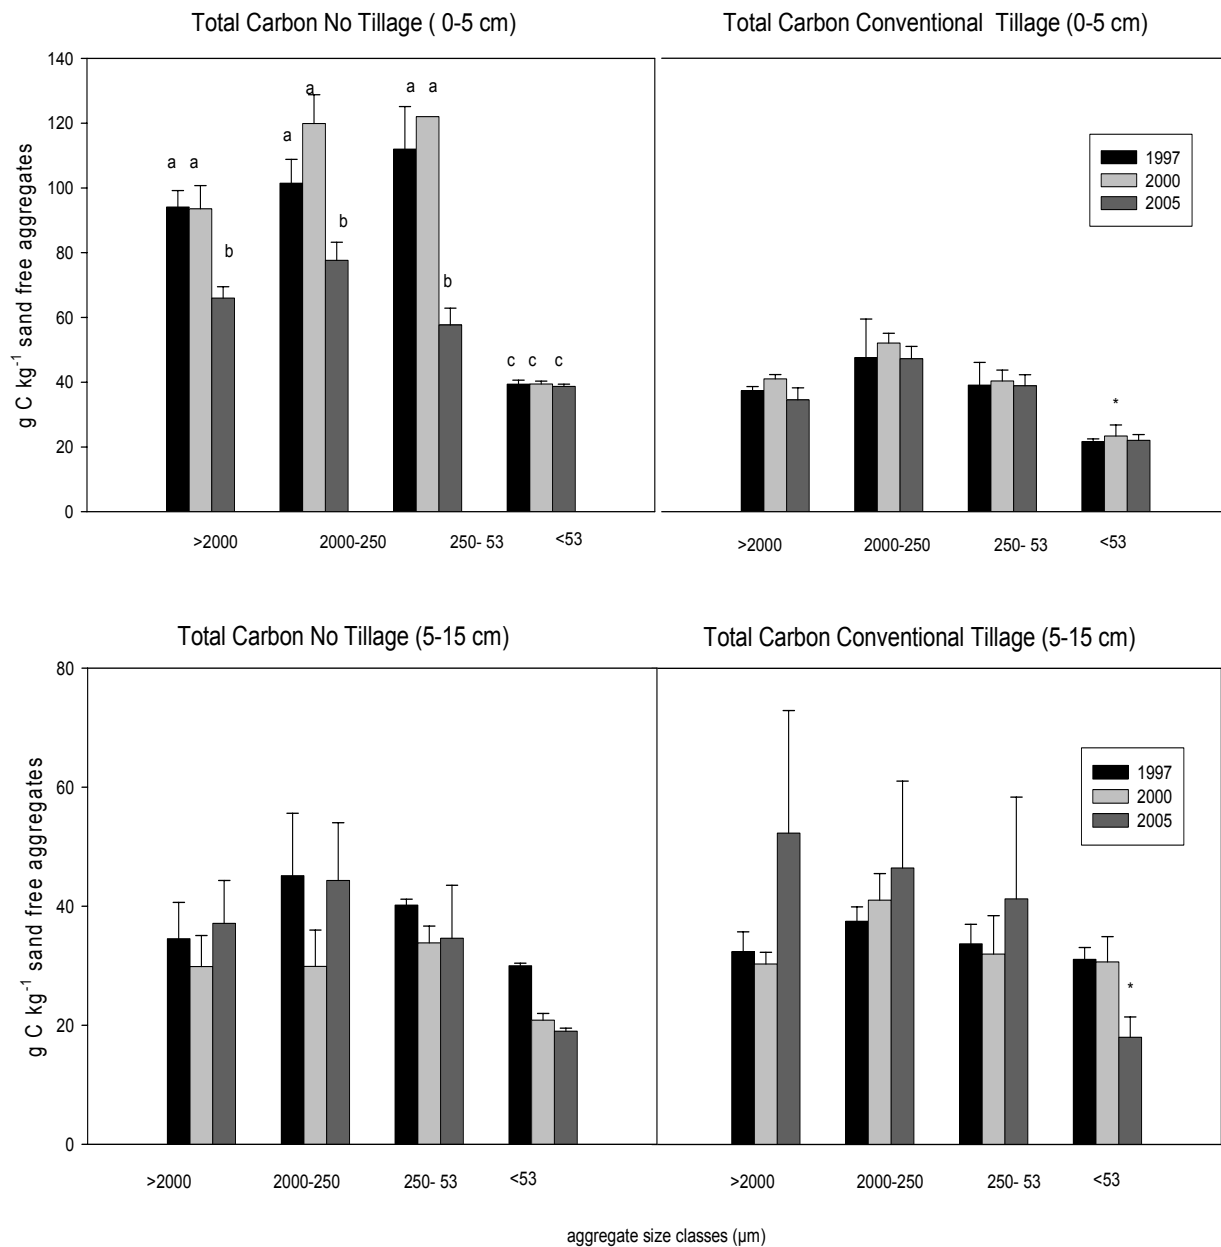 Total Carbon No Tillage ( 0-5 cm)
Total Carbon Conventional Tillage (0-5 cm)
g C kg-1 sand free aggregates
140
120
100
80
60
40
20
0
a a b
a a b
a a b
c c c
*
1997
2000
2005
>2000 2000-250 250- 53 <53
>2000 2000-250 250- 53 <53
Total Carbon No Tillage (5-15 cm)
Total Carbon Conventional Tillage (5-15 cm)
g C kg-1 sand free aggregates
80
60
40
20
0
1997
2000
2005
*
>2000 2000-250 250- 53 <53
>2000 2000-250 250- 53 <53
aggregate size classes (µm)